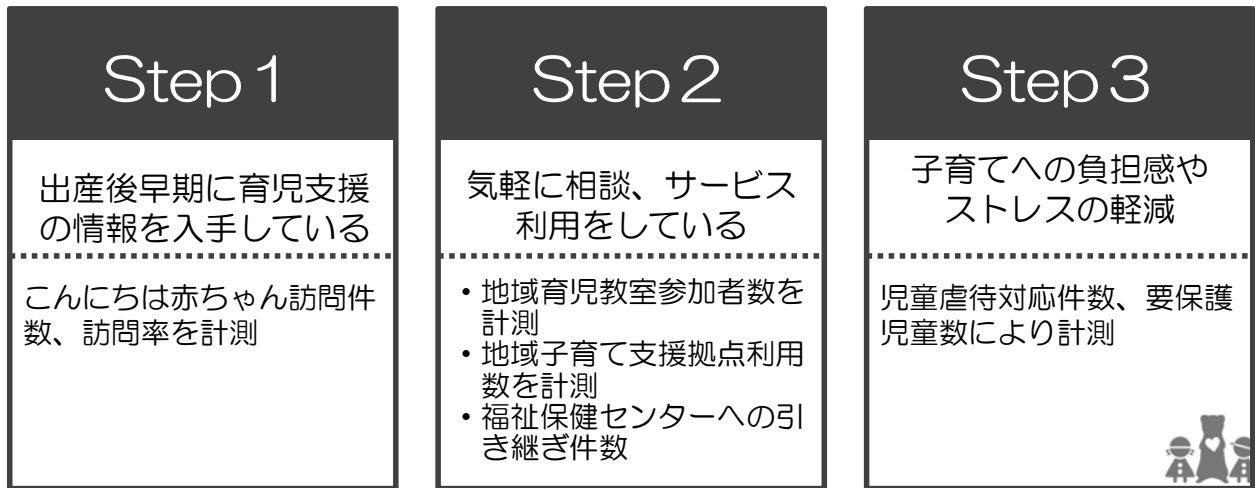 Step１
出産後早期に育児支援
の情報を入手している
こんにちは赤ちゃん訪問件
数、訪問率を計測
Step２
気軽に相談、サービス
利用をしている
・地域育児教室参加者数を
計測
・地域子育て支援拠点利用
数を計測
・福祉保健センターへの引
き継ぎ件数
Step３
子育てへの負担感や
ストレスの軽減
児童虐待対応件数、要保護
児童数により計測